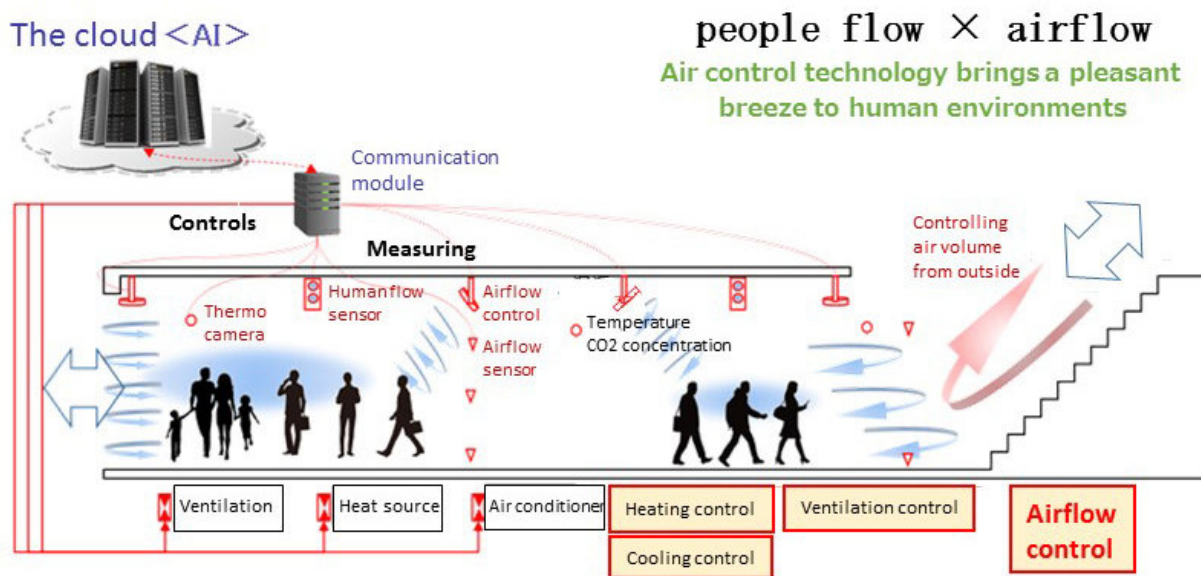 The cloud <AI>
people flow × airflow
Air control technology brings a pleasant
breeze to human environments
Communication
module
Controls
Measuring
Controlling
air volume
from outside
Thermo
camera
Human flow
sensor
Airflow
control
Airflow
sensor
Temperature
CO2 concentration
Ventilation
Heat source
Air conditioner
Heating control
Cooling control
Ventilation control
Airflow
control